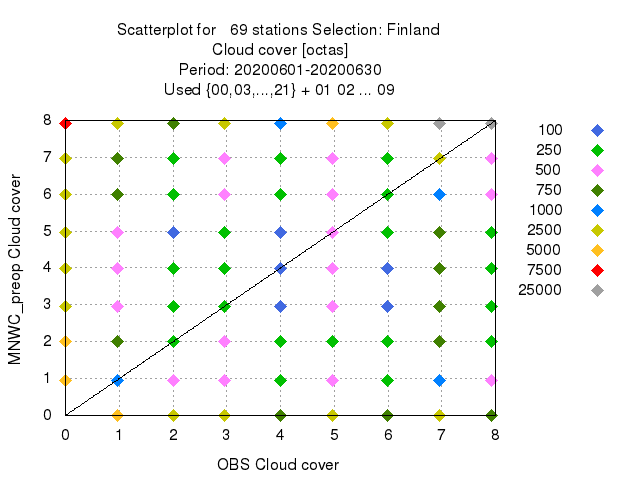 Scatterplot for   69 stations Selection: Finland
Cloud cover [octas]
Period: 20200601-20200630
Used {00,03,...,21} + 01 02 ... 09
MNWC_preop Cloud cover
8
7
6
5
4
3
2
1
0
0 1 2 3 4 5 6 7 8
OBS Cloud cover
100
250
500
750
1000
2500
5000
7500
25000